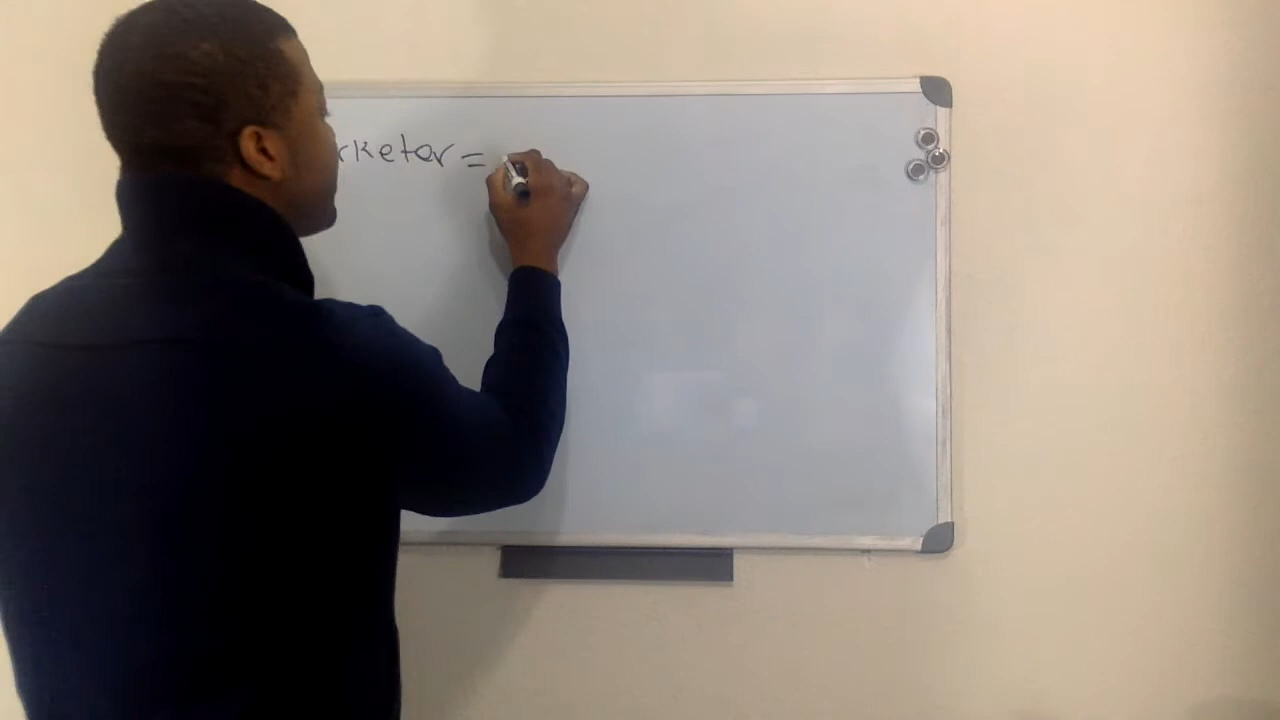 rketer =